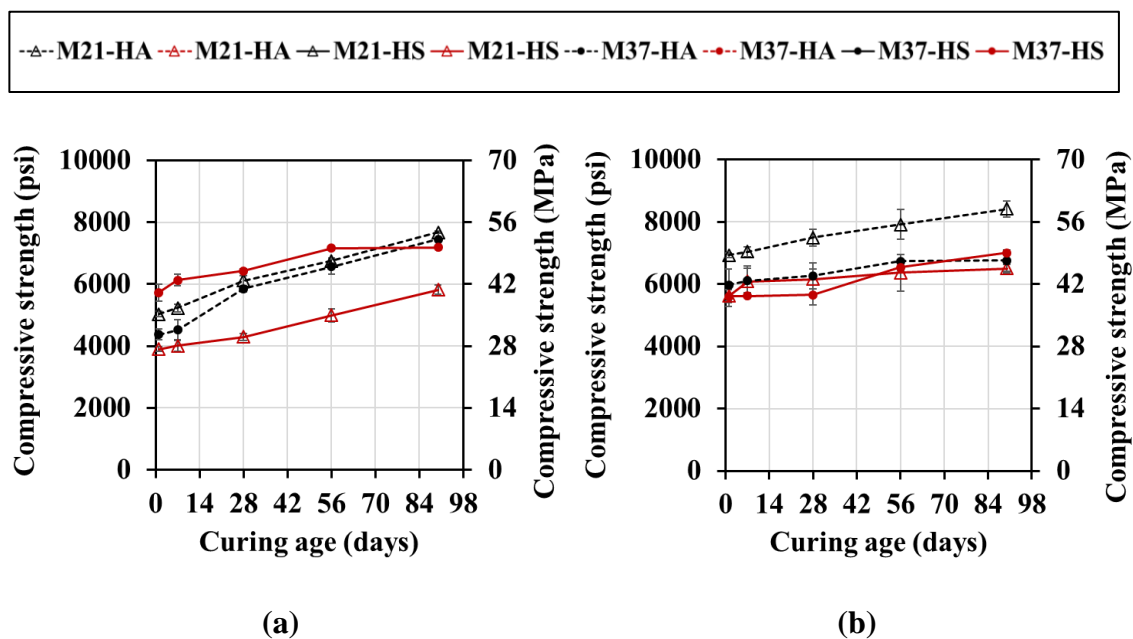 M21-HA M21-HA M21-HS M21-HS M37-HA M37-HA M37-HS M37-HS
Compressive strength (psi)
10000
8000
6000
4000
2000
0
0 14 28 42 56 70 84 98
Curing age (days)
70
56
42
28
14
0
Compressive strength (MPa)
(a)
Compressive strength (psi)
10000
8000
6000
4000
2000
0
0 14 28 42 56 70 84 98
Curing age (days)
70
56
42
28
14
0
Compressive strength (MPa)
(b)